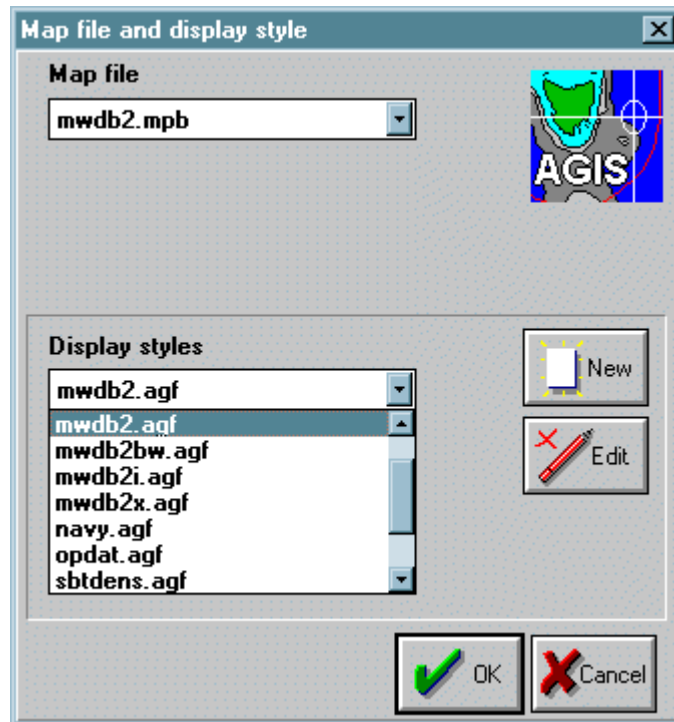 Map file and display style
Map file
mwdb2.mpb
AGIS
Display styles
mwdb2.agf
New
mwdb2.agf
mwdb2bw.agf
mwdb2i.agf
mwdb2x.agf
navy.agf
opdat.agf
sbtdens.agf
Edit
OK
Cancel